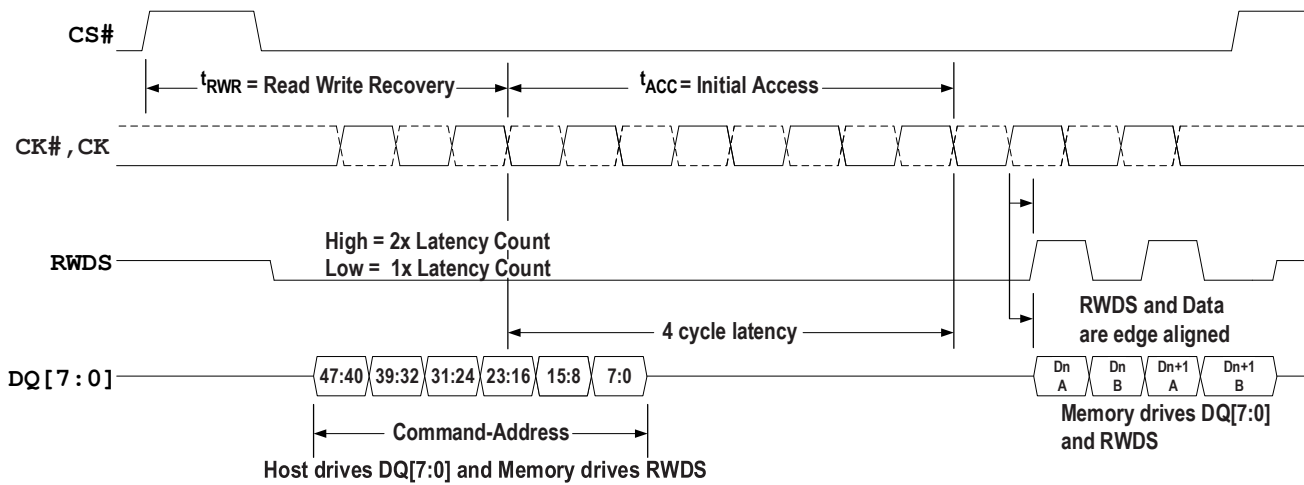 CS#
tRWR = Read Write Recovery
tACC = Initial Access
CK#,CK
High = 2x Latency Count
Low = 1x Latency Count
RWDS
4 cycle latency
RWDS and Data
are edge aligned
DQ[7:0]
47:40 39:32 31:24 23:16 15:8 7:0
Dn A
Dn B
Dn+1 A
Dn+1 B
Command-Address
Memory drives DQ[7:0]
and RWDS
Host drives DQ[7:0] and Memory drives RWDS